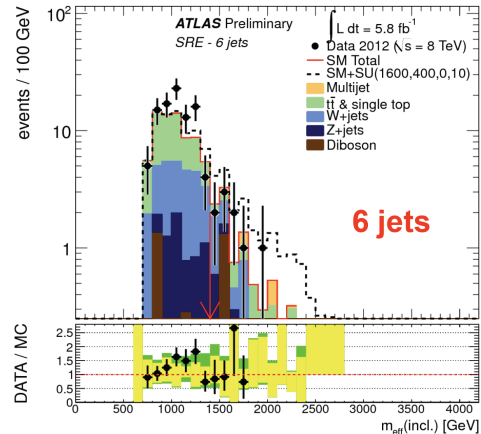 ATLAS Preliminary
SRE - 6 jets
∫ L dt = 5.8 fb⁻¹
Data 2012 (√s = 8 TeV)
SM Total
SM+SU(1600,400,0,10)
Multijet
tt̄ & single top
W+jets
Z+jets
Diboson
events / 100 GeV
10²
10
1
6 jets
DATA / MC
2.5
2
1.5
1
0.5
0
0 500 1000 1500 2000 2500 3000 3500 4000
m_eff(incl.) [GeV]